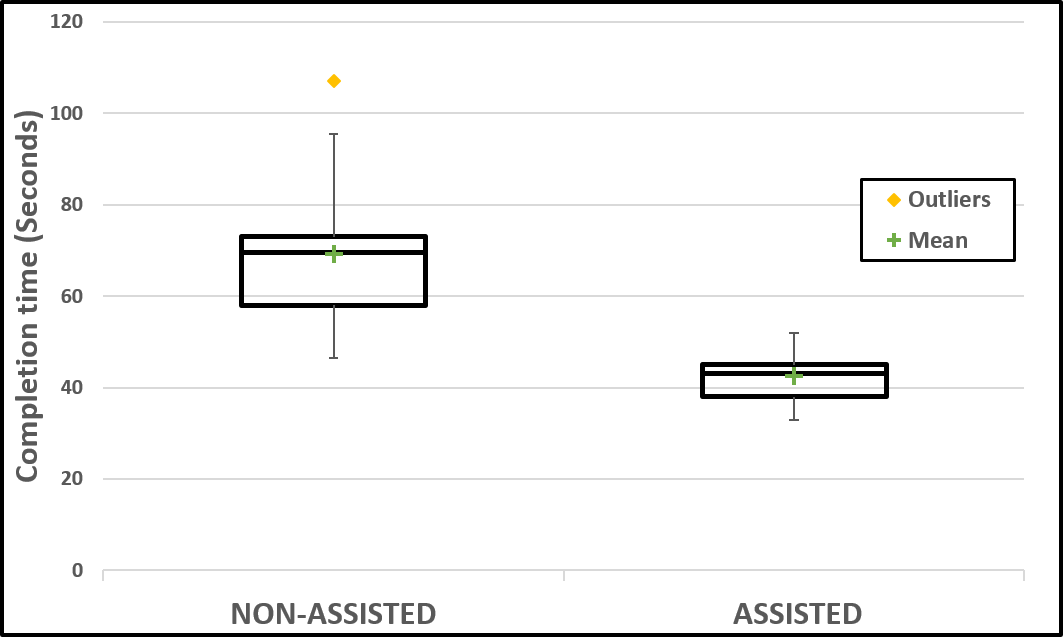 Completion time (Seconds)
120
100
80
60
40
20
0
Outliers
Mean
NON-ASSISTED
ASSISTED